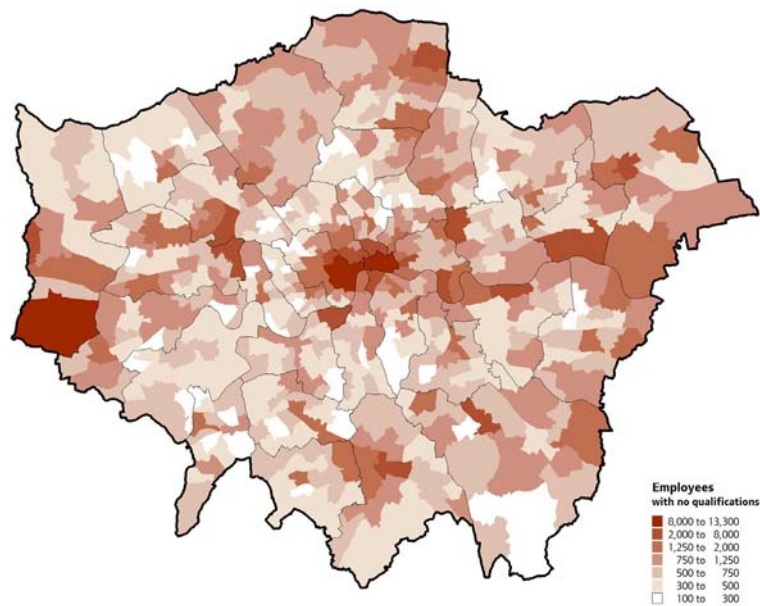 Employees
with no qualifications
8,000 to 13,300
2,000 to 8,000
1,250 to 2,000
750 to 1,250
500 to 750
300 to 500
100 to 300